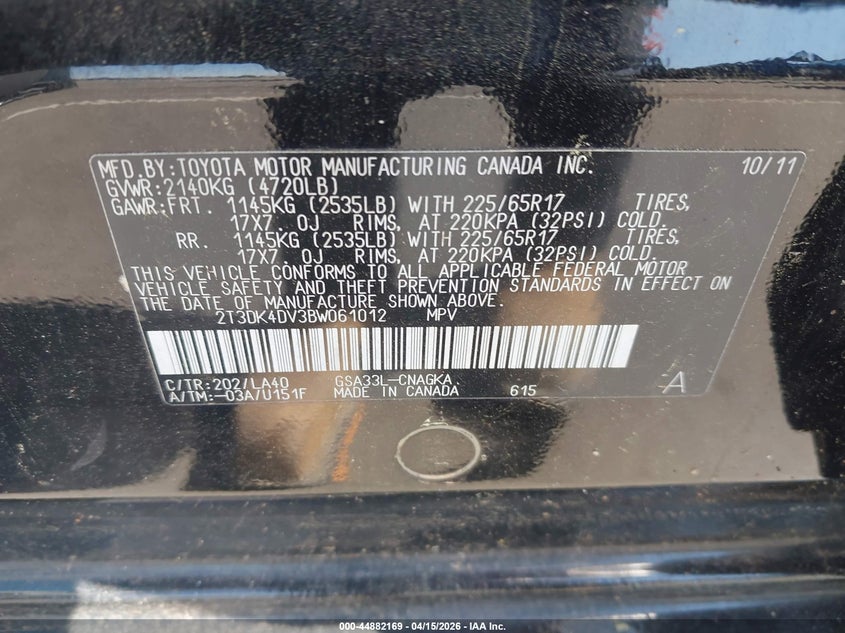 MFD.BY:TOYOTA MOTOR MANUFACTURING CANADA INC. 10/11
GVWR:2140KG (4720LB)
GAWR:FRT. 1145KG (2535LB) WITH 225/65R17 TIRES,
17X7.0J RIMS, AT 220KPA (32PSI) COLD.
RR. 1145KG (2535LB) WITH 225/65R17 TIRES,
17X7.0J RIMS, AT 220KPA (32PSI) COLD.
THIS VEHICLE CONFORMS TO ALL APPLICABLE FEDERAL MOTOR
VEHICLE SAFETY AND THEFT PREVENTION STANDARDS IN EFFECT ON
THE DATE OF MANUFACTURE SHOWN ABOVE.
2T3DK4DV3BW061012 MPV
C/TR:202/LA40 GSA33L-CNAGKA
A/TM:-03A/U151F MADE IN CANADA 615 A
000-44882169 - 04/15/2026 - IAA Inc.